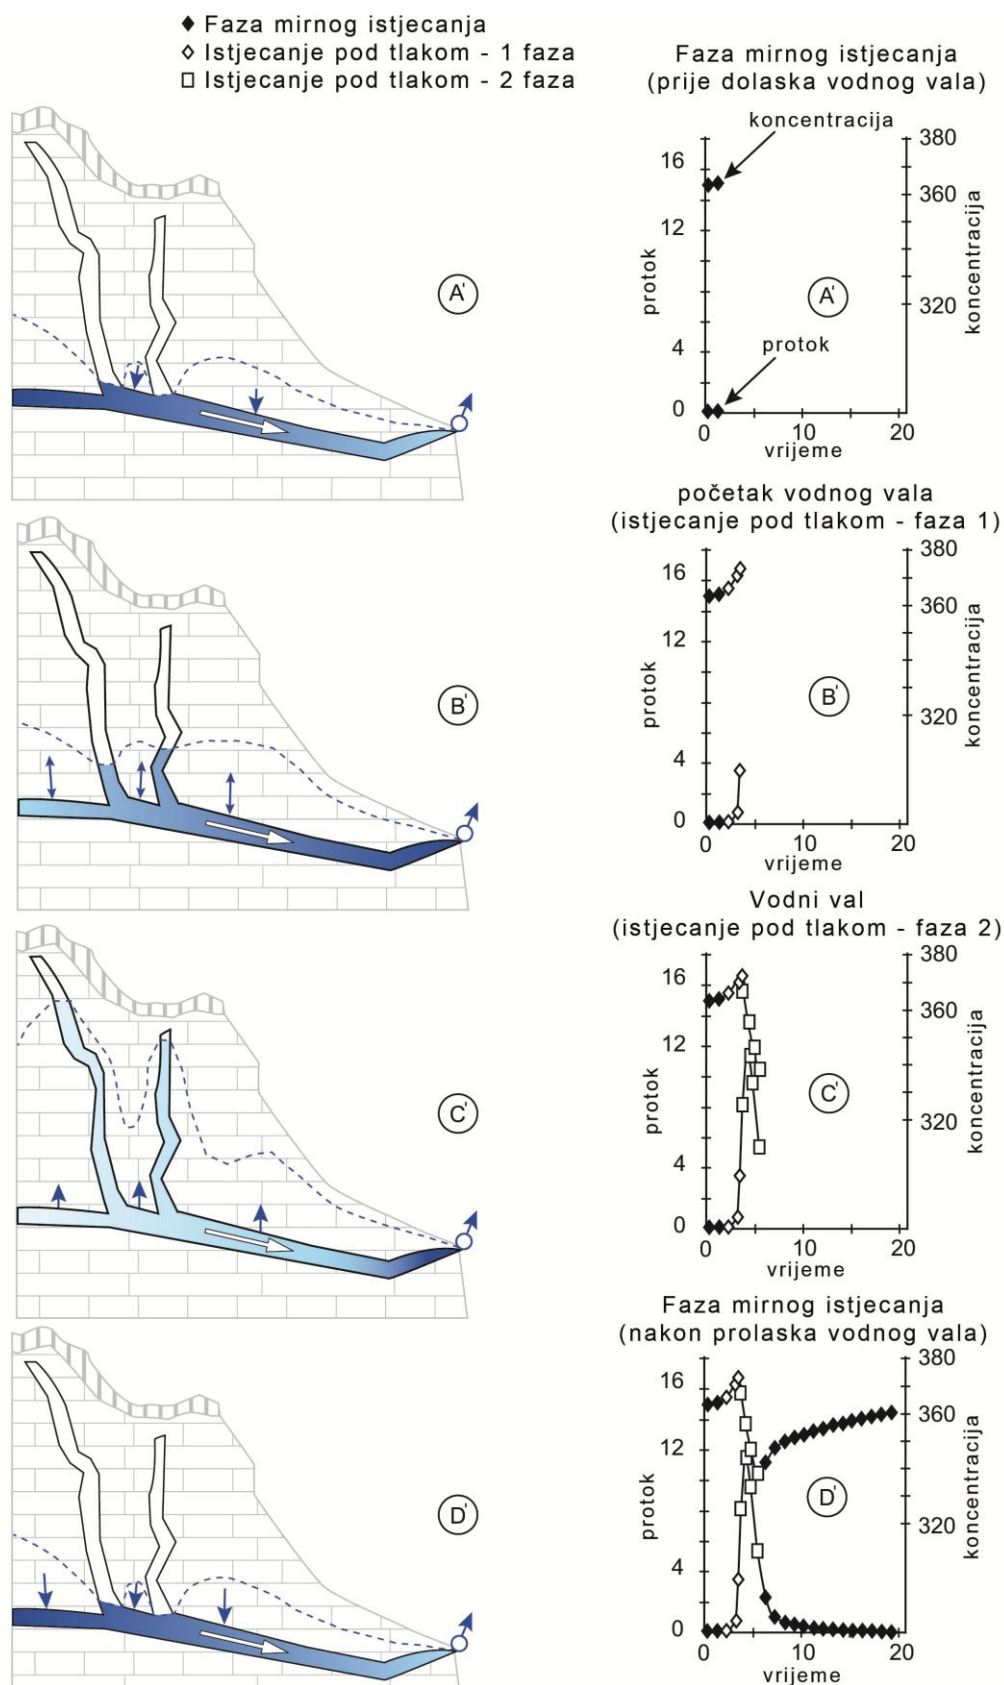 Faza mirnog istjecanja
Istjecanje pod tlakom - 1 faza
Istjecanje pod tlakom - 2 faza
Faza mirnog istjecanja
(prije dolaska vodnog vala)
koncentracija
16
12
4
0
380
360
320
protok
koncentracija
A'
A'
protok
0
10
20
vrijeme
početak vodnog vala
(istjecanje pod tlakom - faza 1)
16
12
4
0
380
360
320
protok
koncentracija
B'
B'
0
10
20
vrijeme
Vodni val
(istjecanje pod tlakom - faza 2)
16
12
4
0
380
360
320
protok
koncentracija
C'
C'
0
10
20
vrijeme
Faza mirnog istjecanja
(nakon prolaska vodnog vala)
16
12
4
0
380
360
320
protok
koncentracija
D'
D'
0
10
20
vrijeme